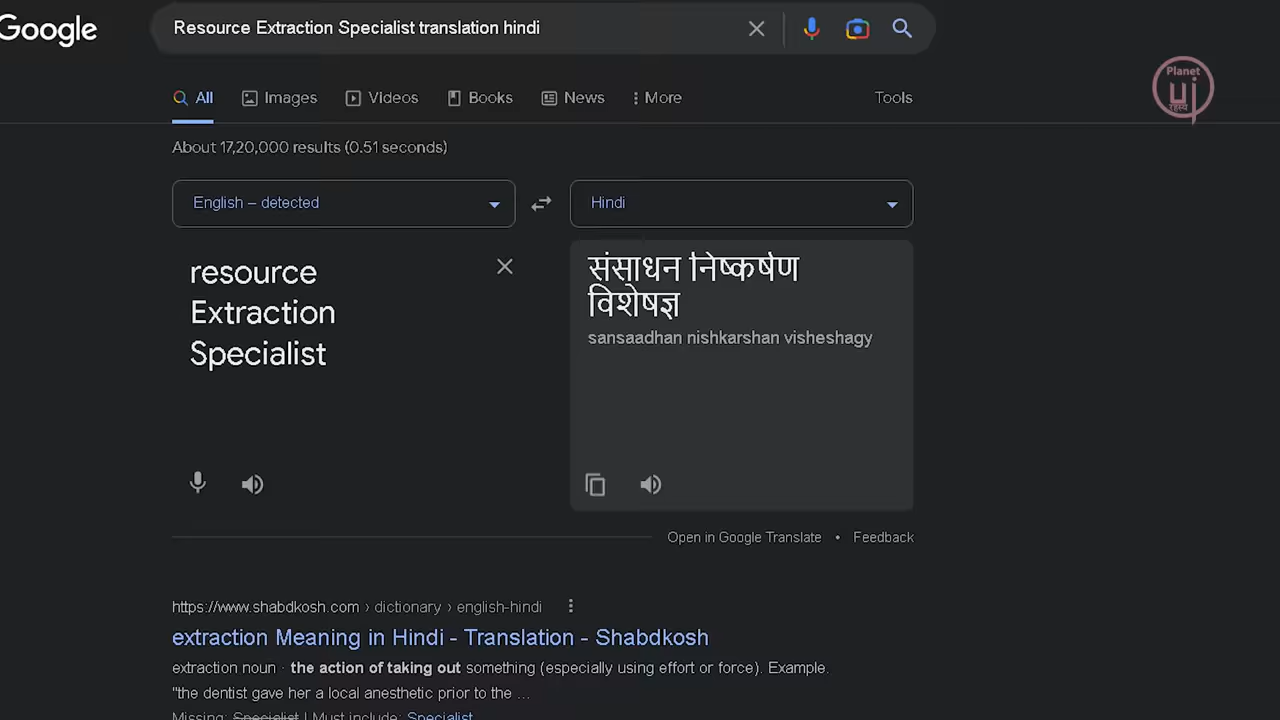 Google
Resource Extraction Specialist translation hindi
All Images Videos Books News More Tools
Planet
uj
रहस्य
About 17,20,000 results (0.51 seconds)
English – detected
Hindi
resource
Extraction
Specialist
संसाधन निष्कर्षण
विशेषज्ञ
sansaadhan nishkarshan visheshagy
Open in Google Translate • Feedback
https://www.shabdkosh.com › dictionary › english-hindi
extraction Meaning in Hindi - Translation - Shabdkosh
extraction noun · the action of taking out something (especially using effort or force). Example.
"the dentist gave her a local anesthetic prior to the ...
Missing: Specialist | Must include: Specialist